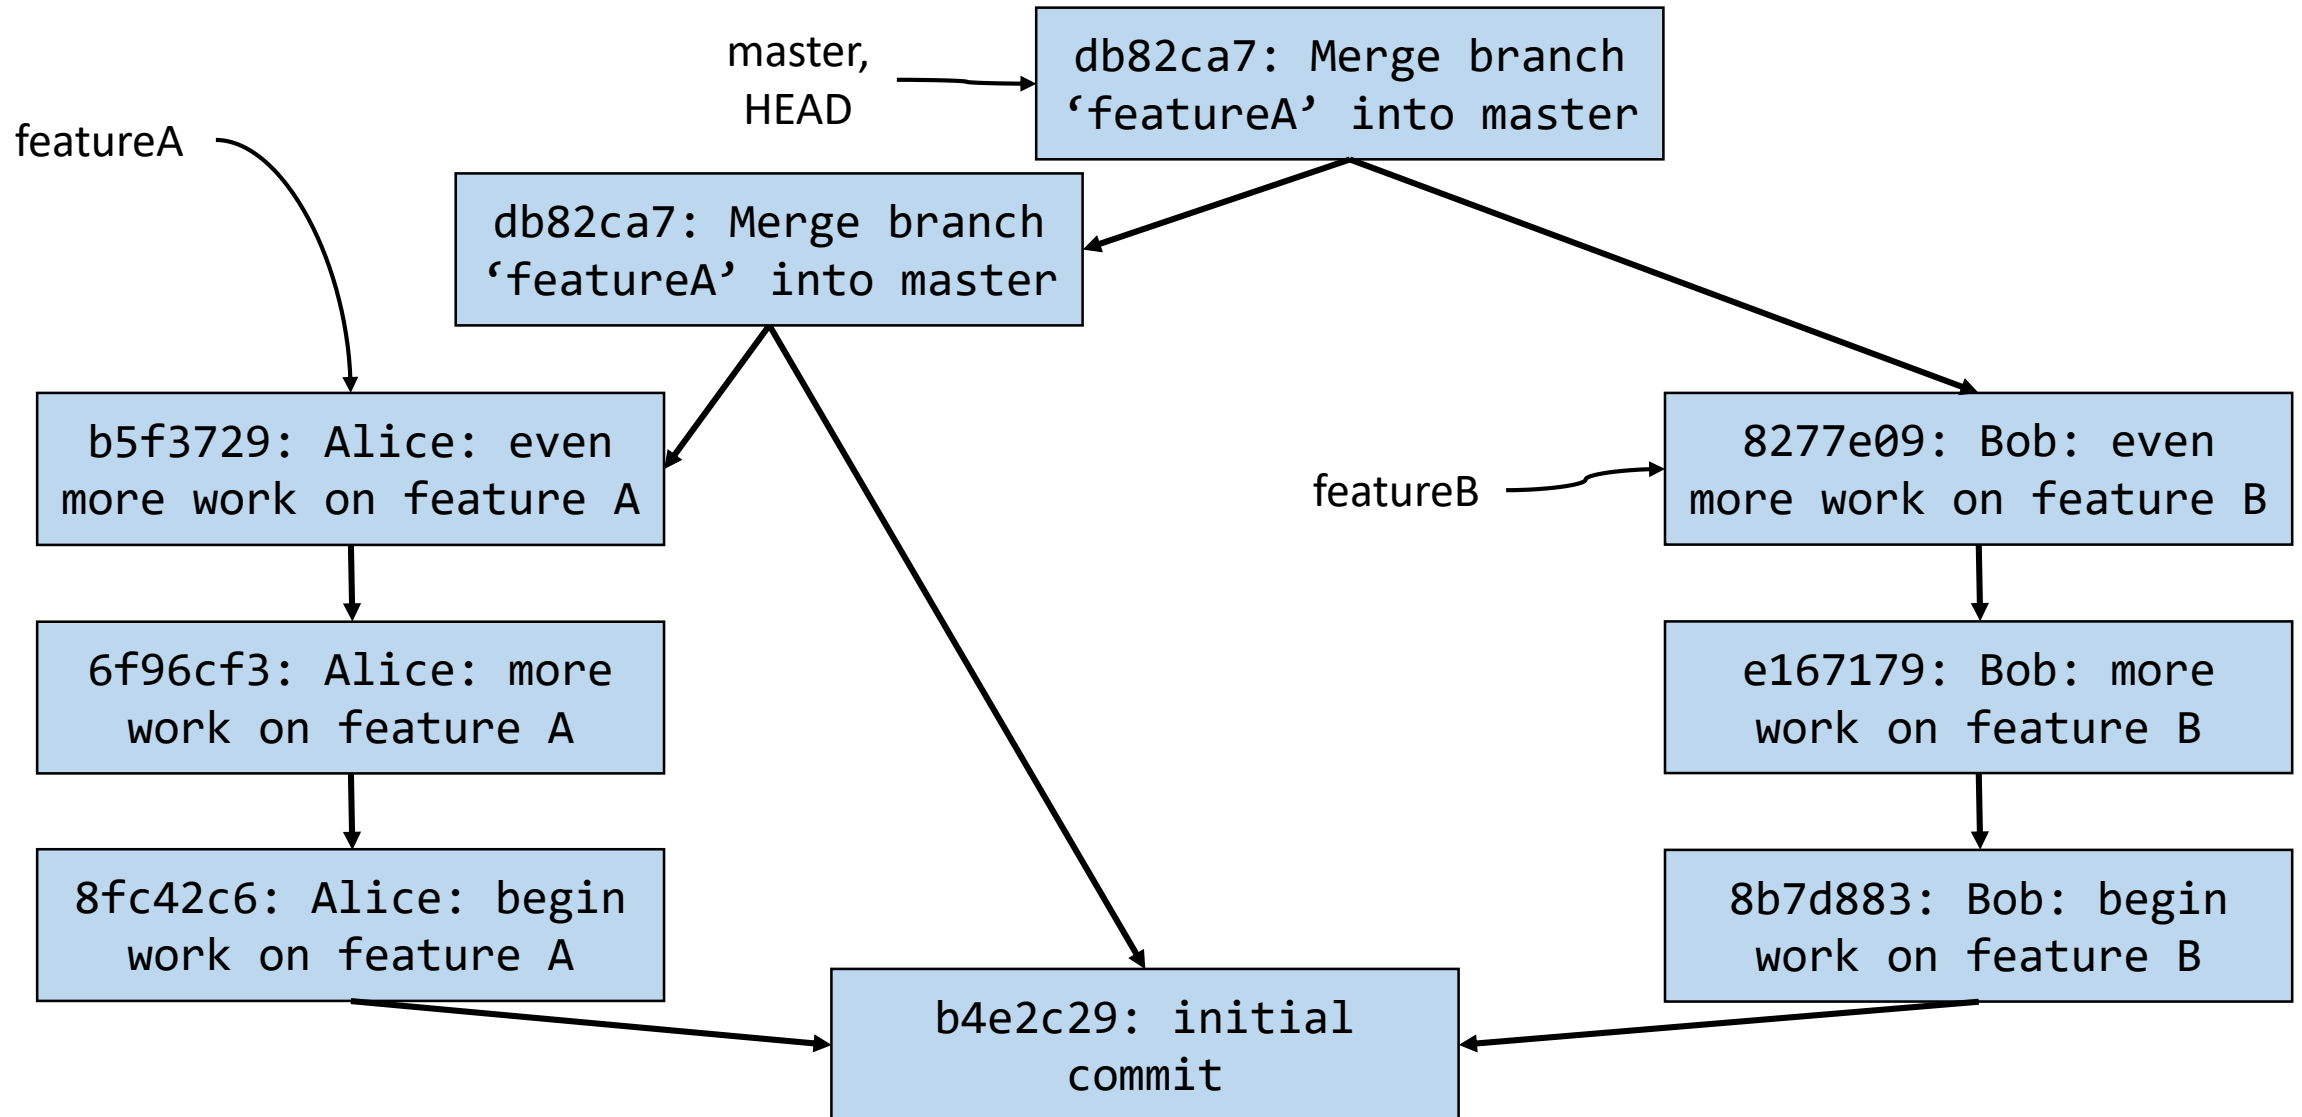 master,
HEAD
db82ca7: Merge branch
‘featureA’ into master
featureA
db82ca7: Merge branch
‘featureA’ into master
b5f3729: Alice: even
more work on feature A
featureB
8277e09: Bob: even
more work on feature B
6f96cf3: Alice: more
work on feature A
e167179: Bob: more
work on feature B
8fc42c6: Alice: begin
work on feature A
8b7d883: Bob: begin
work on feature B
b4e2c29: initial
commit